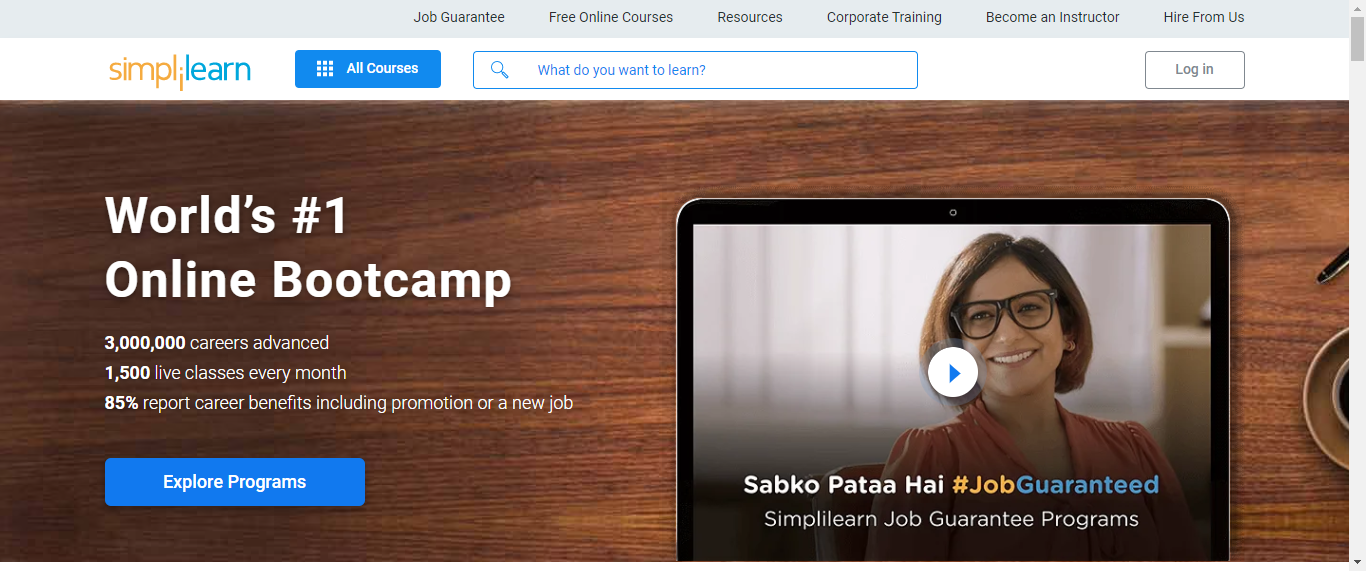 Job Guarantee Free Online Courses Resources Corporate Training Become an Instructor Hire From Us
simplilearn All Courses What do you want to learn? Log in
World’s #1
Online Bootcamp
3,000,000 careers advanced
1,500 live classes every month
85% report career benefits including promotion or a new job
Explore Programs
Sabko Pataa Hai #JobGuaranteed
Simplilearn Job Guarantee Programs